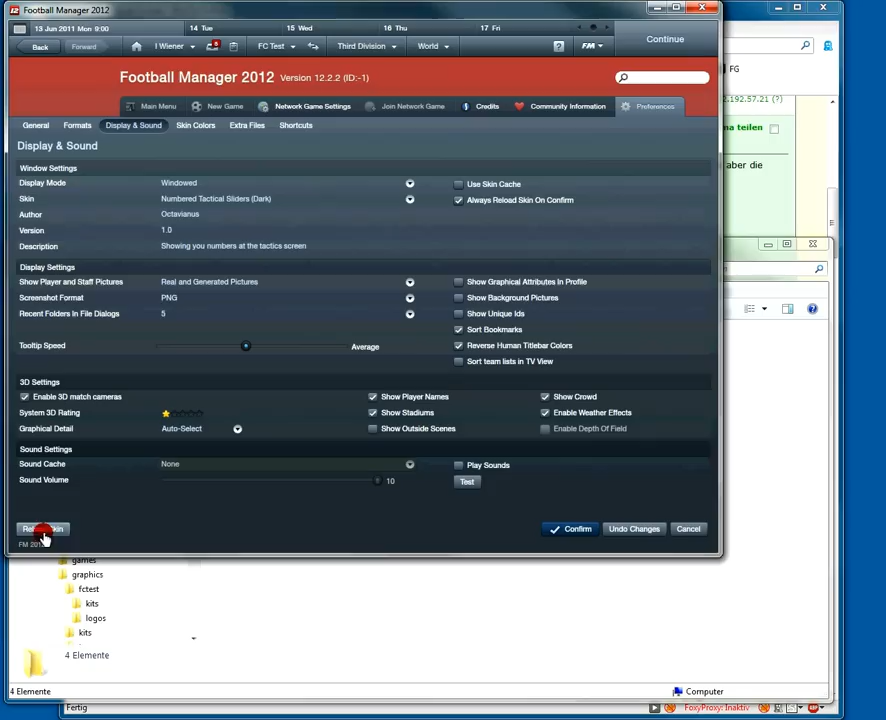 Football Manager 2012
13 Jun 2011 Mon 9:00 14 Tue 15 Wed 16 Thu 17 Fri
Continue
Back Forward I Wiener FC Test Third Division World ? FM
Football Manager 2012 Version 12.2.2 (ID:-1)
FG
2.192.57.21 (?)
Main Menu New Game Network Game Settings Join Network Game Credits Community Information Preferences
General Formats Display & Sound Skin Colors Extra Files Shortcuts
ma teilen
Display & Sound
aber die
Window Settings
Display Mode Windowed Use Skin Cache
Skin Numbered Tactical Sliders (Dark) Always Reload Skin On Confirm
Author Octavianus
Version 1.0
Description Showing you numbers at the tactics screen
Display Settings
Show Player and Staff Pictures Real and Generated Pictures Show Graphical Attributes In Profile
Screenshot Format PNG Show Background Pictures
Recent Folders In File Dialogs 5 Show Unique Ids
Sort Bookmarks
Tooltip Speed Average Reverse Human Titlebar Colors
Sort team lists in TV View
3D Settings
Enable 3D match cameras Show Player Names Show Crowd
System 3D Rating Show Stadiums Enable Weather Effects
Graphical Detail Auto-Select Show Outside Scenes Enable Depth Of Field
Sound Settings
Sound Cache None Play Sounds
Sound Volume 10 Test
Confirm Undo Changes Cancel
games
graphics
fctest
kits
logos
kits
4 Elemente
4 Elemente Computer
Fertig FoxyProxy: Inaktiv